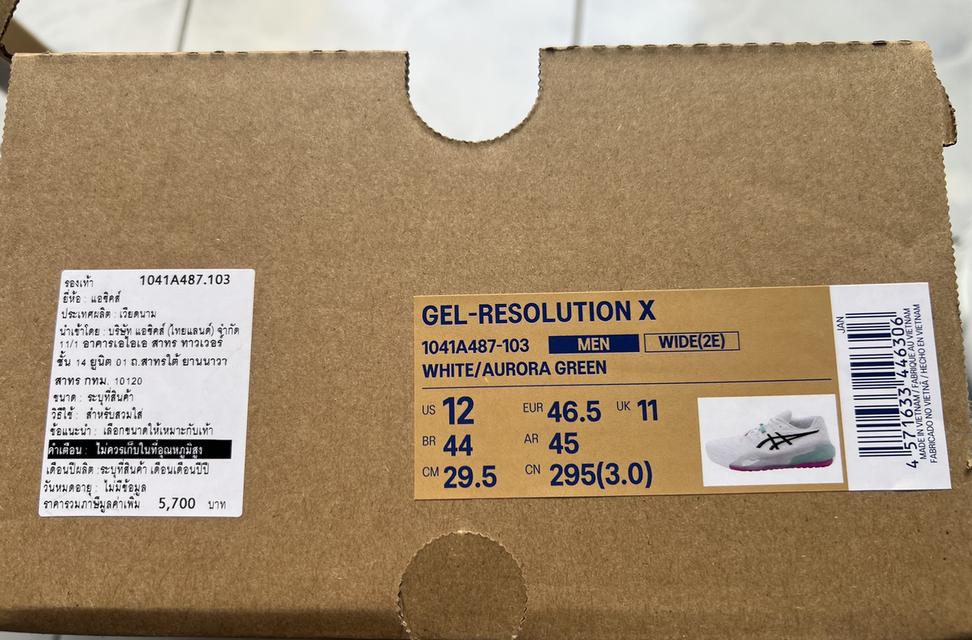 รองเท้า 1041A487.103
ยี่ห้อ : แอซิคส์
ประเทศผลิต : เวียดนาม
นำเข้าโดย : บริษัท แอซิคส์ (ไทยแลนด์) จำกัด
11/1 อาคารเอไอเอ สาทร ทาวเวอร์
ชั้น 14 ยูนิต 01 ถ.สาทรใต้ ยานนาวา
สาทร กทม. 10120
ขนาด : ระบุที่สินค้า
วิธีใช้ : สำหรับสวมใส่
ข้อแนะนำ : เลือกขนาดให้เหมาะกับเท้า
คำเตือน : ไม่ควรเก็บในที่อุณหภูมิสูง
เดือนปีผลิต : ระบุที่สินค้า เดือนเดือนปีปี
วันหมดอายุ : ไม่มีข้อมูล
ราคารวมภาษีมูลค่าเพิ่ม 5,700 บาท
GEL-RESOLUTION X
1041A487-103 MEN WIDE(2E)
WHITE/AURORA GREEN
US 12 EUR 46.5 UK 11
BR 44 AR 45
CM 29.5 CN 295(3.0)
JAN
4 571633 446306
MADE IN VIETNAM / FABRIQUÉ AU VIETNAM
FABRICADO NO VIETNÃ / HECHO EN VIETNAM